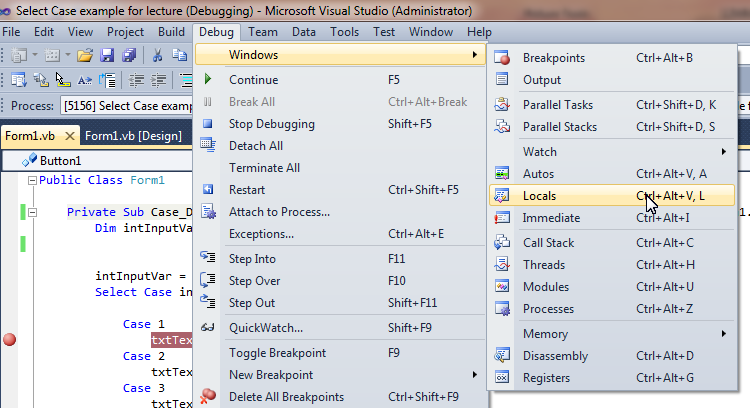 Select Case example for lecture (Debugging) - Microsoft Visual Studio (Administrator)
File Edit View Project Build Debug Team Data Tools Test Window Help
Process: [5156] Select Case examp
Form1.vb Form1.vb [Design]
Button1
Public Class Form1
Private Sub Case_D
Dim intInputVa
intInputVar =
Select Case in
Case 1
txtTex
Case 2
txtTex
Case 3
txtTex
Windows
Continue F5
Break All Ctrl+Alt+Break
Stop Debugging Shift+F5
Detach All
Terminate All
Restart Ctrl+Shift+F5
Attach to Process...
Exceptions... Ctrl+Alt+E
Step Into F11
Step Over F10
Step Out Shift+F11
QuickWatch... Shift+F9
Toggle Breakpoint F9
New Breakpoint
Delete All Breakpoints Ctrl+Shift+F9
Breakpoints Ctrl+Alt+B
Output
Parallel Tasks Ctrl+Shift+D, K
Parallel Stacks Ctrl+Shift+D, S
Watch
Autos Ctrl+Alt+V, A
Locals Ctrl+Alt+V, L
Immediate Ctrl+Alt+I
Call Stack Ctrl+Alt+C
Threads Ctrl+Alt+H
Modules Ctrl+Alt+U
Processes Ctrl+Alt+Z
Memory
Disassembly Ctrl+Alt+D
Registers Ctrl+Alt+G